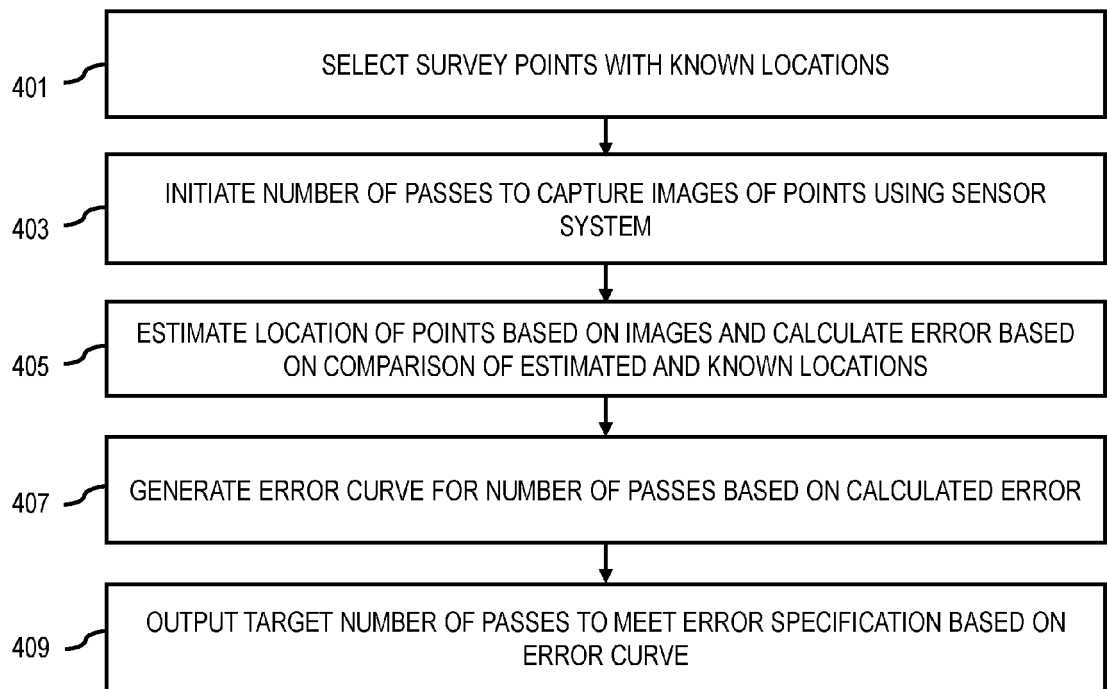 401
SELECT SURVEY POINTS WITH KNOWN LOCATIONS
403
INITIATE NUMBER OF PASSES TO CAPTURE IMAGES OF POINTS USING SENSOR
SYSTEM
405
ESTIMATE LOCATION OF POINTS BASED ON IMAGES AND CALCULATE ERROR BASED
ON COMPARISON OF ESTIMATED AND KNOWN LOCATIONS
407
GENERATE ERROR CURVE FOR NUMBER OF PASSES BASED ON CALCULATED ERROR
409
OUTPUT TARGET NUMBER OF PASSES TO MEET ERROR SPECIFICATION BASED ON
ERROR CURVE